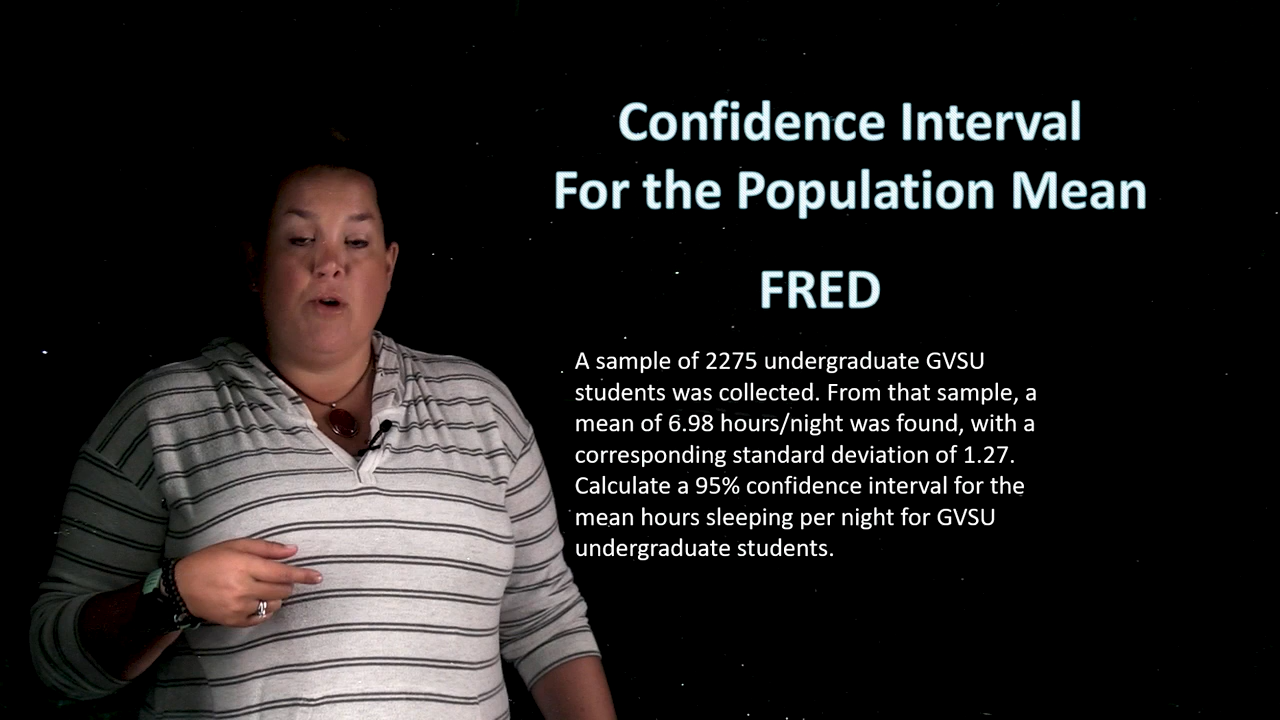 Confidence Interval
For the Population Mean
FRED
A sample of 2275 undergraduate GVSU
students was collected. From that sample, a
mean of 6.98 hours/night was found, with a
corresponding standard deviation of 1.27.
Calculate a 95% confidence interval for the
mean hours sleeping per night for GVSU
undergraduate students.